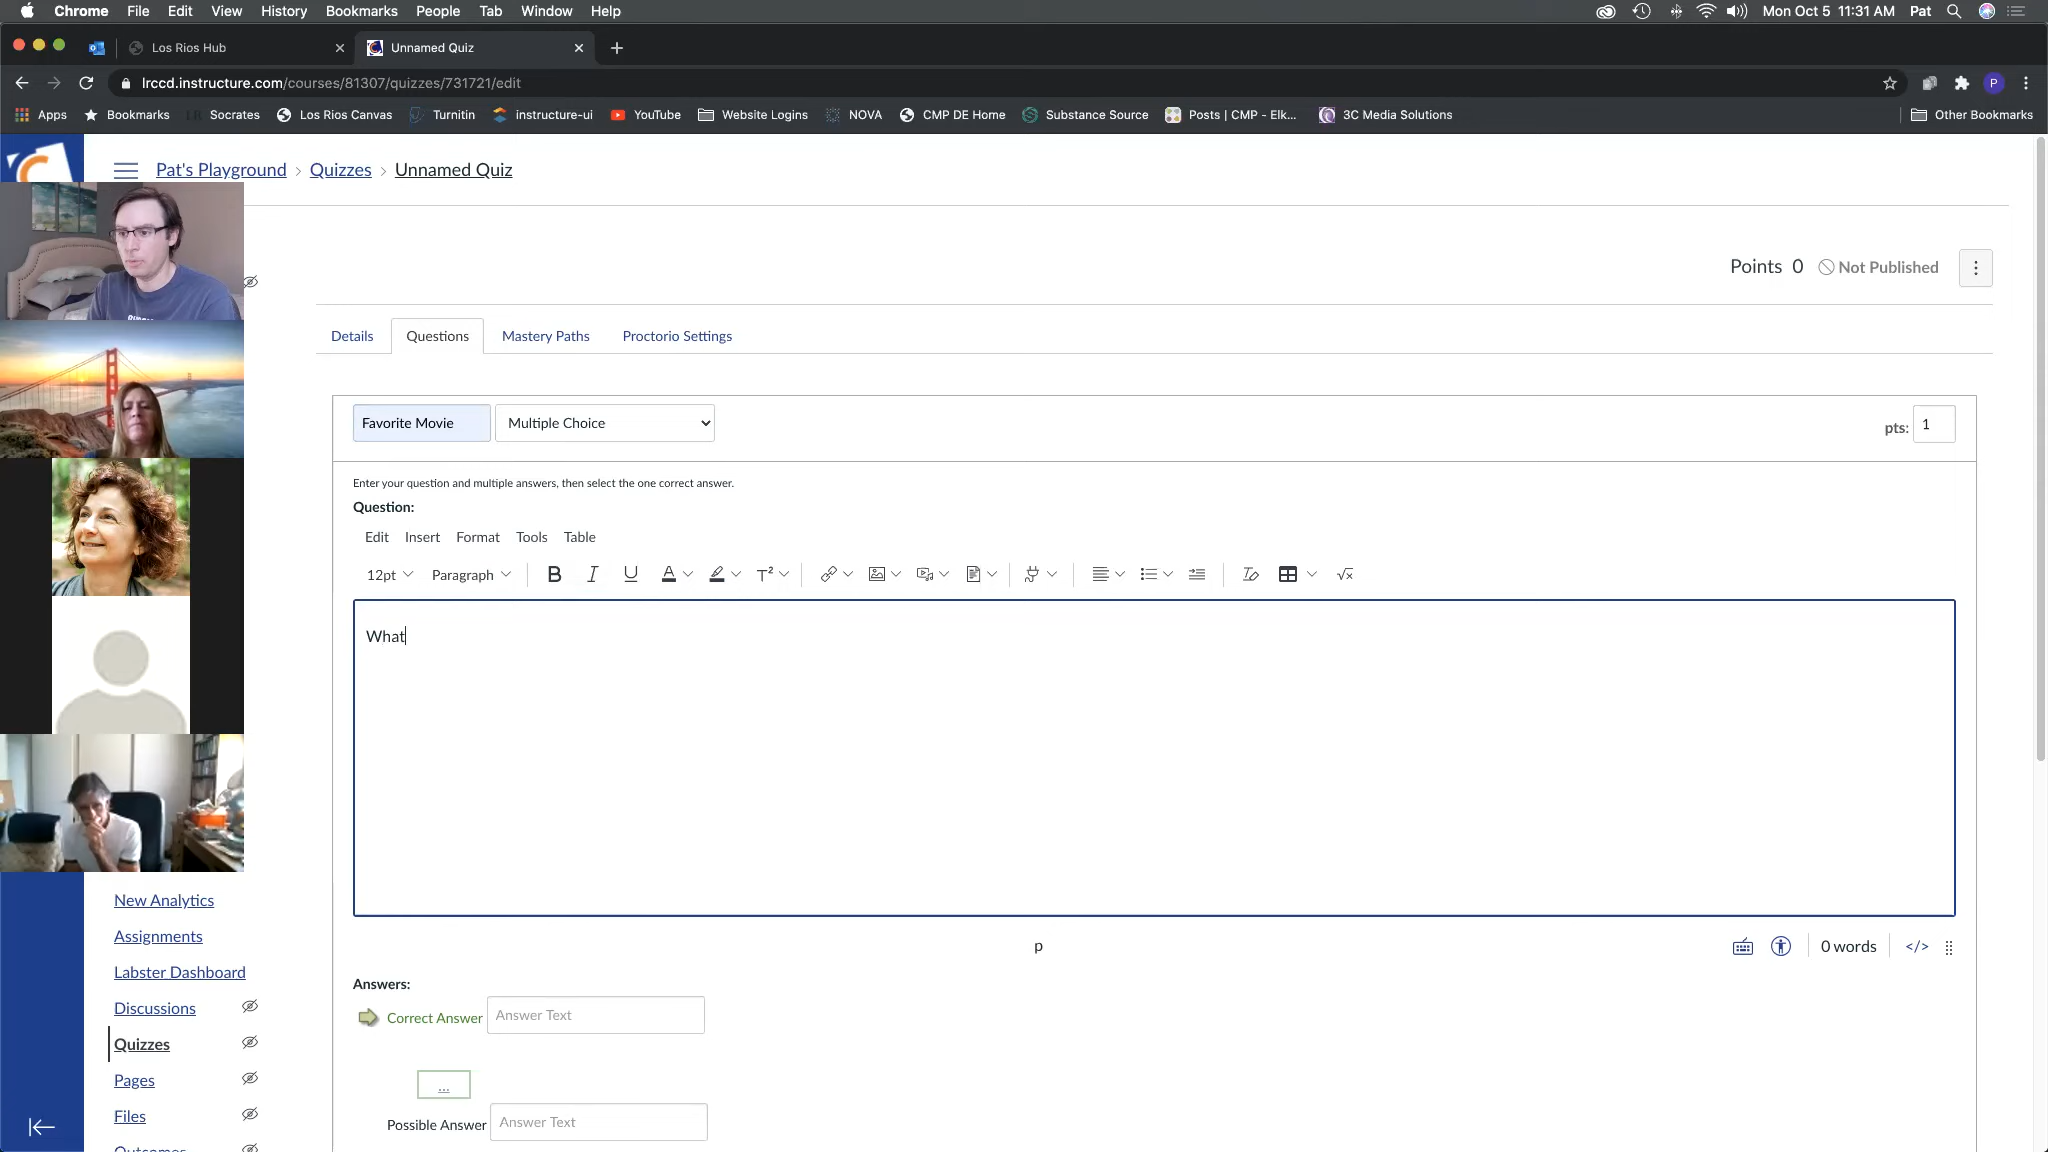 Chrome File Edit View History Bookmarks People Tab Window Help Mon Oct 5 11:31 AM Pat
Los Rios Hub Unnamed Quiz
lrccd.instructure.com/courses/81307/quizzes/731721/edit P
Apps Bookmarks LR Socrates Los Rios Canvas Turnitin instructure-ui YouTube Website Logins NOVA CMP DE Home Substance Source Posts | CMP - Elk... 3C Media Solutions Other Bookmarks
Pat's Playground > Quizzes > Unnamed Quiz
Points 0 Not Published
Details Questions Mastery Paths Proctorio Settings
Favorite Movie Multiple Choice pts: 1
Enter your question and multiple answers, then select the one correct answer.
Question:
Edit Insert Format Tools Table
12pt Paragraph B I U A T² √x
What
p 0 words </>
Answers:
Correct Answer Answer Text
...
Possible Answer Answer Text
New Analytics
Assignments
Labster Dashboard
Discussions
Quizzes
Pages
Files
Outcomes